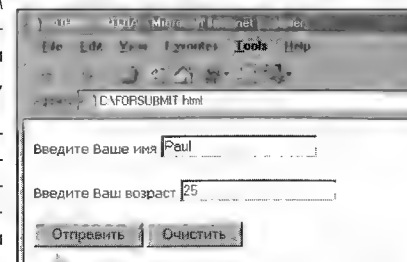 File Edit View Favorites Tools Help
C:\FORSUBMIT.html
Введите Ваше имя Paul
Введите Ваш возраст 25
Отправить Очистить